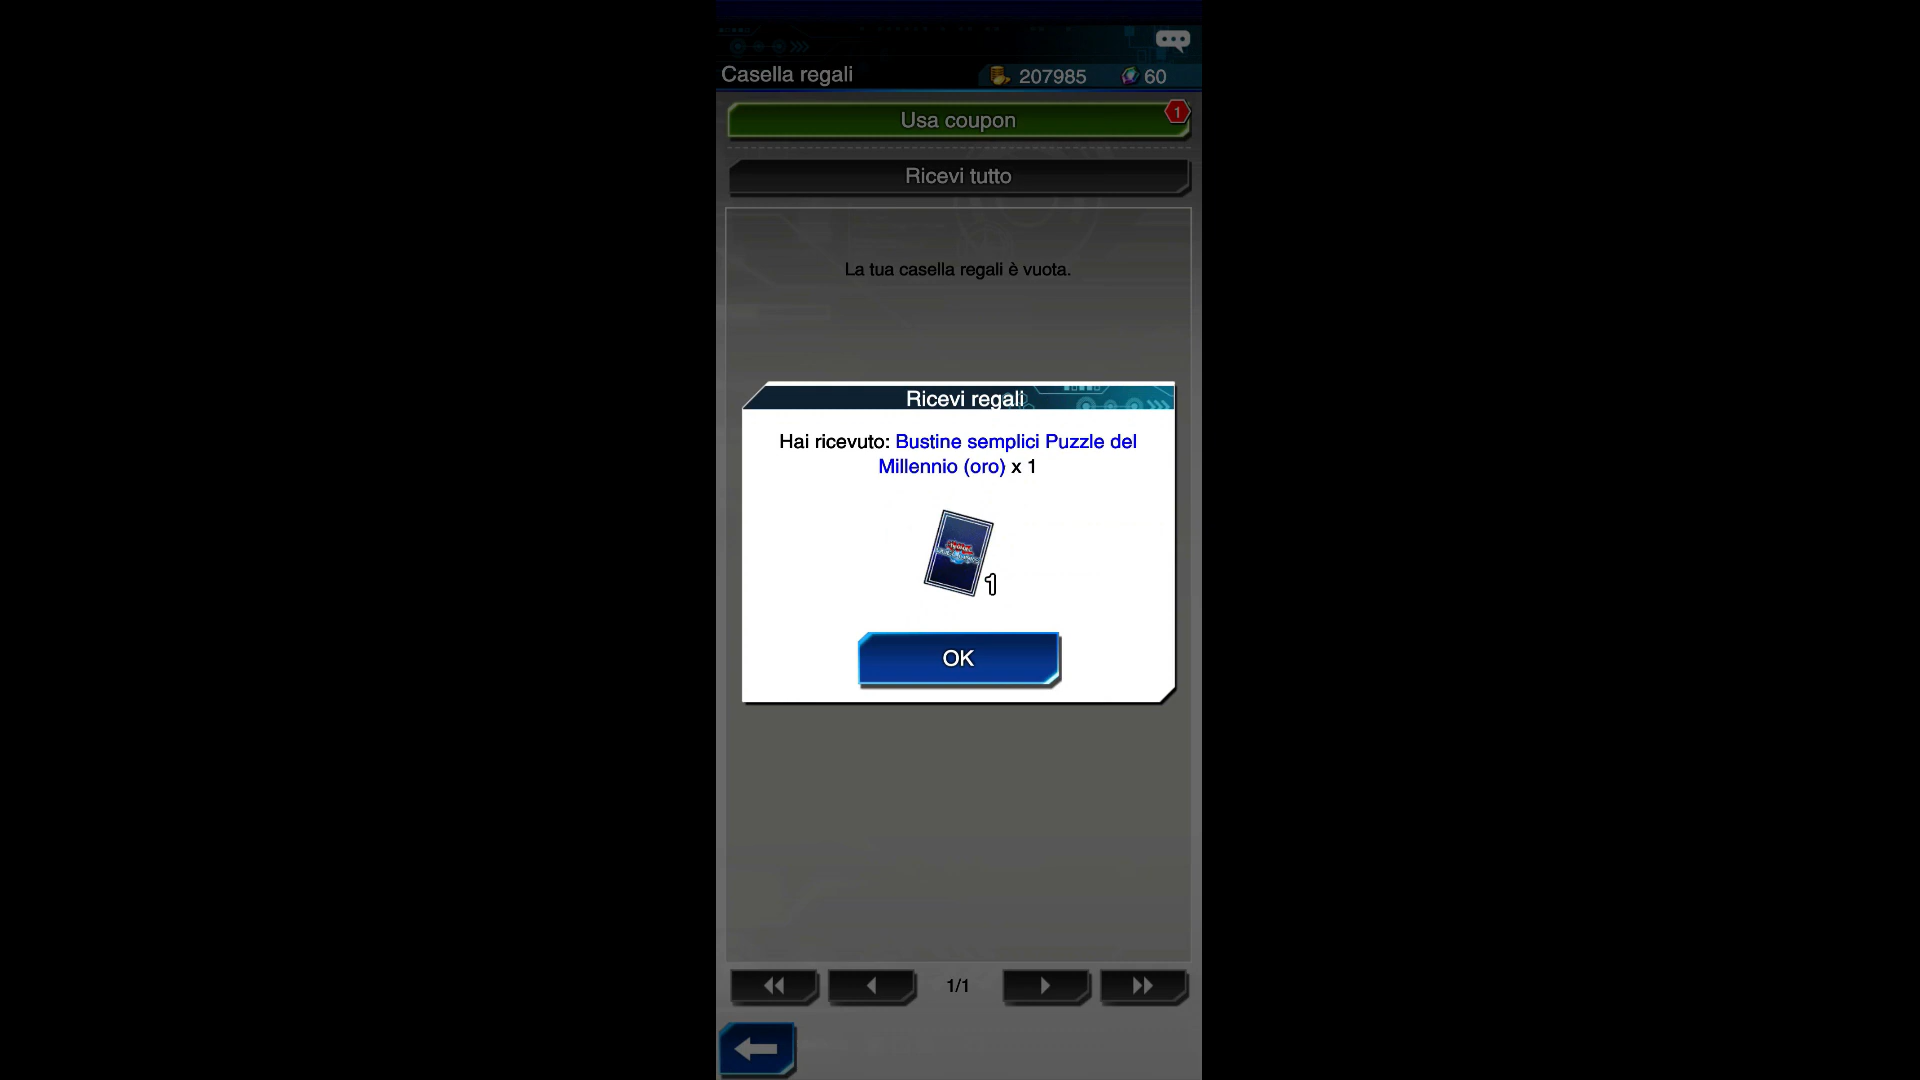 Casella regali
207985
60
Usa coupon
1
Ricevi tutto
La tua casella regali è vuota.
Ricevi regali
Hai ricevuto: Bustine semplici Puzzle del
Millennio (oro) x 1
1
OK
1/1